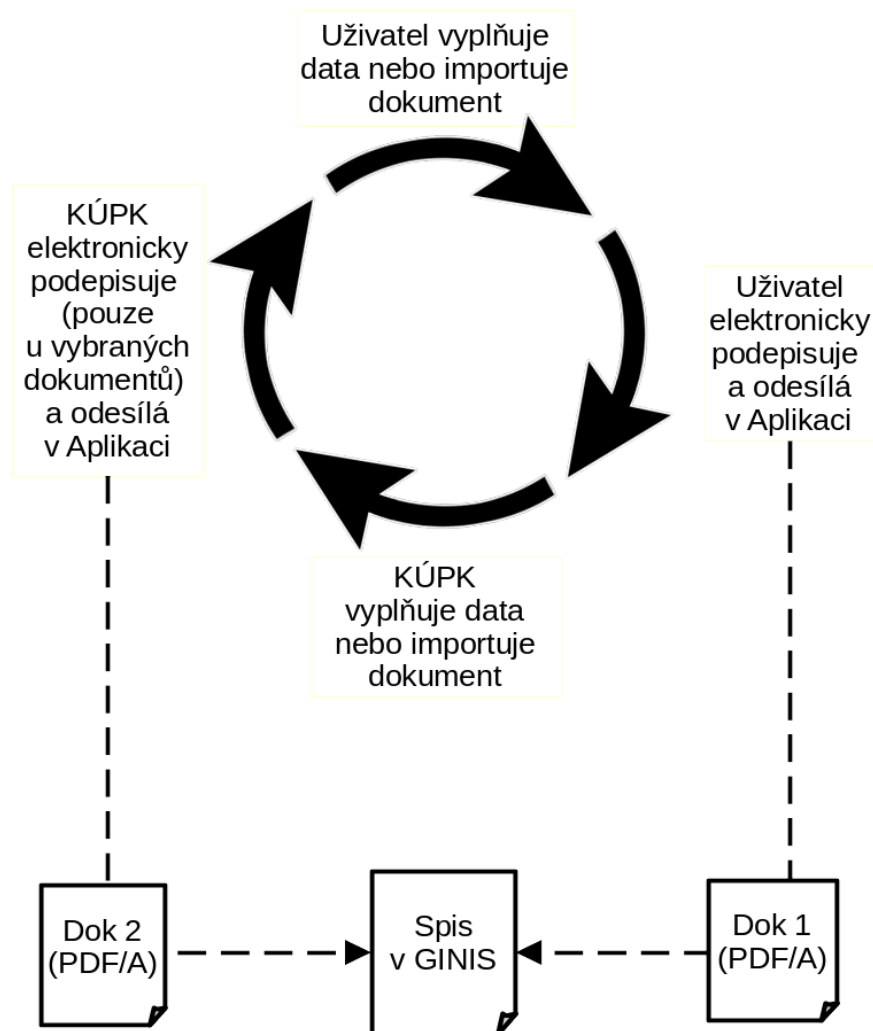 Uživatel vyplňuje
data nebo importuje
dokument
KÚPK
elektronicky
podepisuje
(pouze
u vybraných
dokumentů)
a odesílá
v Aplikaci
Uživatel
elektronicky
podepisuje
a odesílá
v Aplikaci
KÚPK
vyplňuje data
nebo importuje
dokument
Dok 2
(PDF/A)
Spis
v GINIS
Dok 1
(PDF/A)